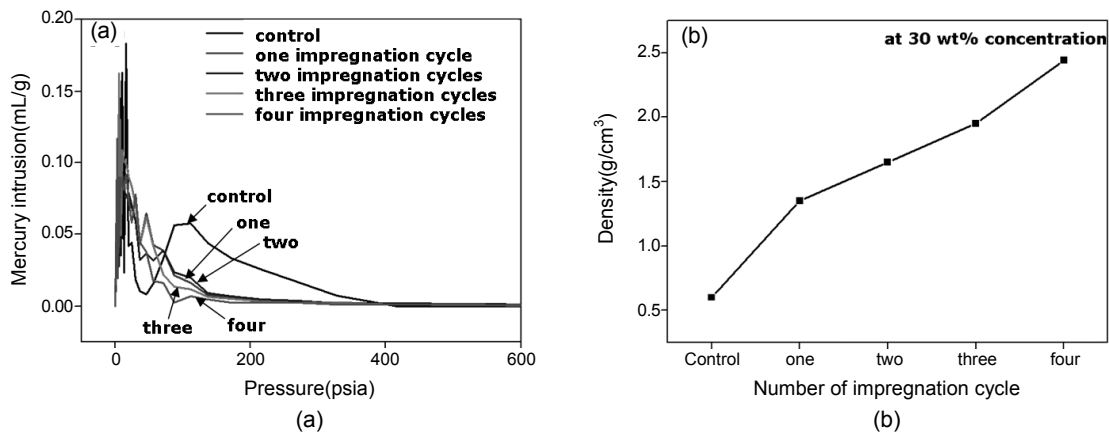 (a)
control
one impregnation cycle
two impregnation cycles
three impregnation cycles
four impregnation cycles
0.20
0.15
0.10
0.05
0.00
Mercury intrusion(mL/g)
control
one
two
three
four
0
200
400
600
Pressure(psia)
(a)
(b)
at 30 wt% concentration
2.5
2.0
1.5
1.0
0.5
Density(g/cm³)
Control
one
two
three
four
Number of impregnation cycle
(b)